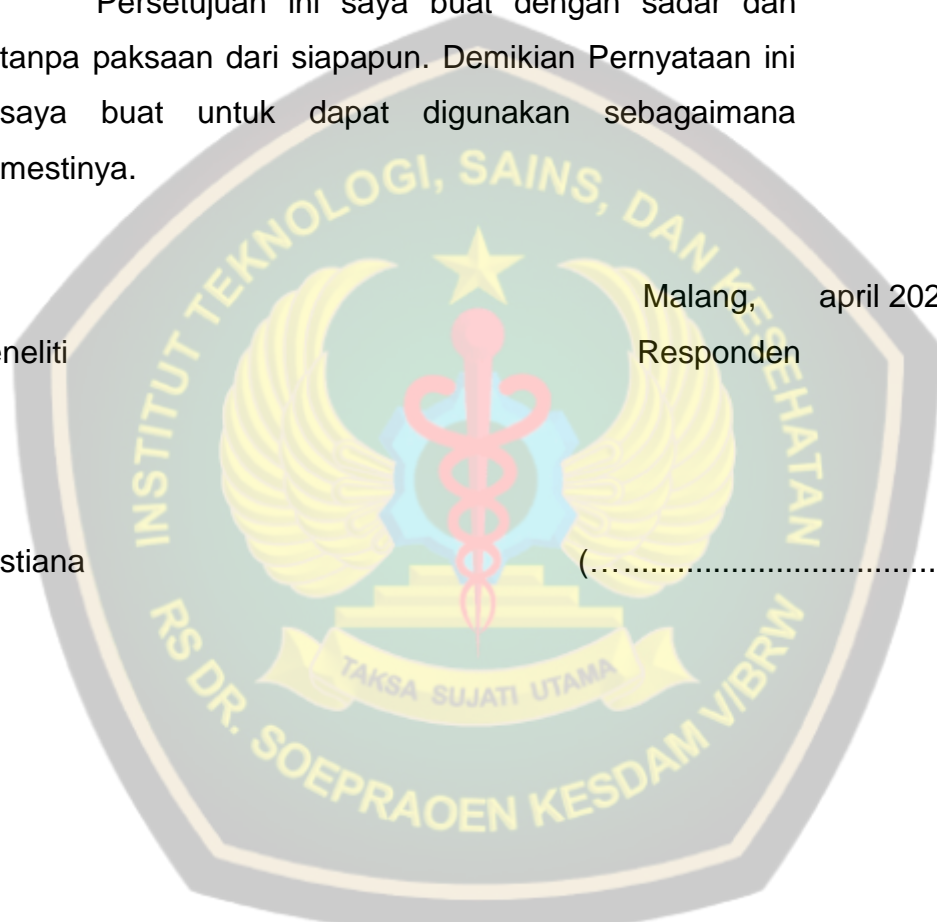 Persetujuan ini saya buat dengan sadar dan
tanpa paksaan dari siapapun. Demikian Pernyataan ini
saya buat untuk dapat digunakan sebagaimana
mestinya.
Malang, april 202
eneliti Responden
stiana (…...................................
INSTITUT TEKNOLOGI, SAINS, DAN KESEHATAN
TAKSA SUJATI UTAMA
RS DR. SOEPRAOEN KESDAM V/BRW